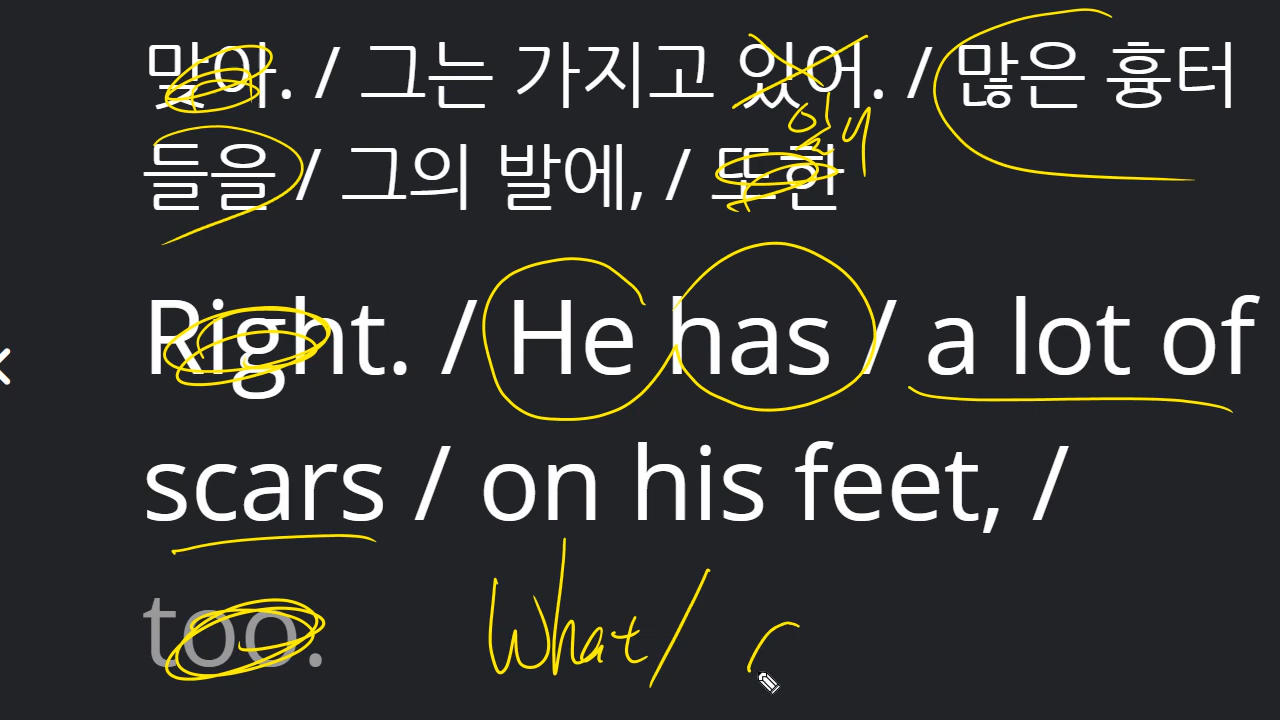 맞아. / 그는 가지고 있어. / 많은 흉터
들을 / 그의 발에, / 또한
Right. / He has / a lot of
scars / on his feet, /
too.
What /